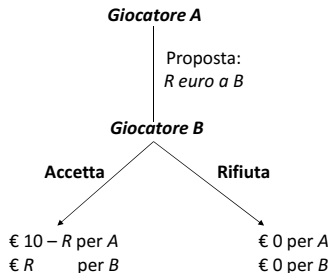 Giocatore A
Proposta:
R euro a B
Giocatore B
Accetta
Rifiuta
€ 10 – R per A
€ R per B
€ 0 per A
€ 0 per B